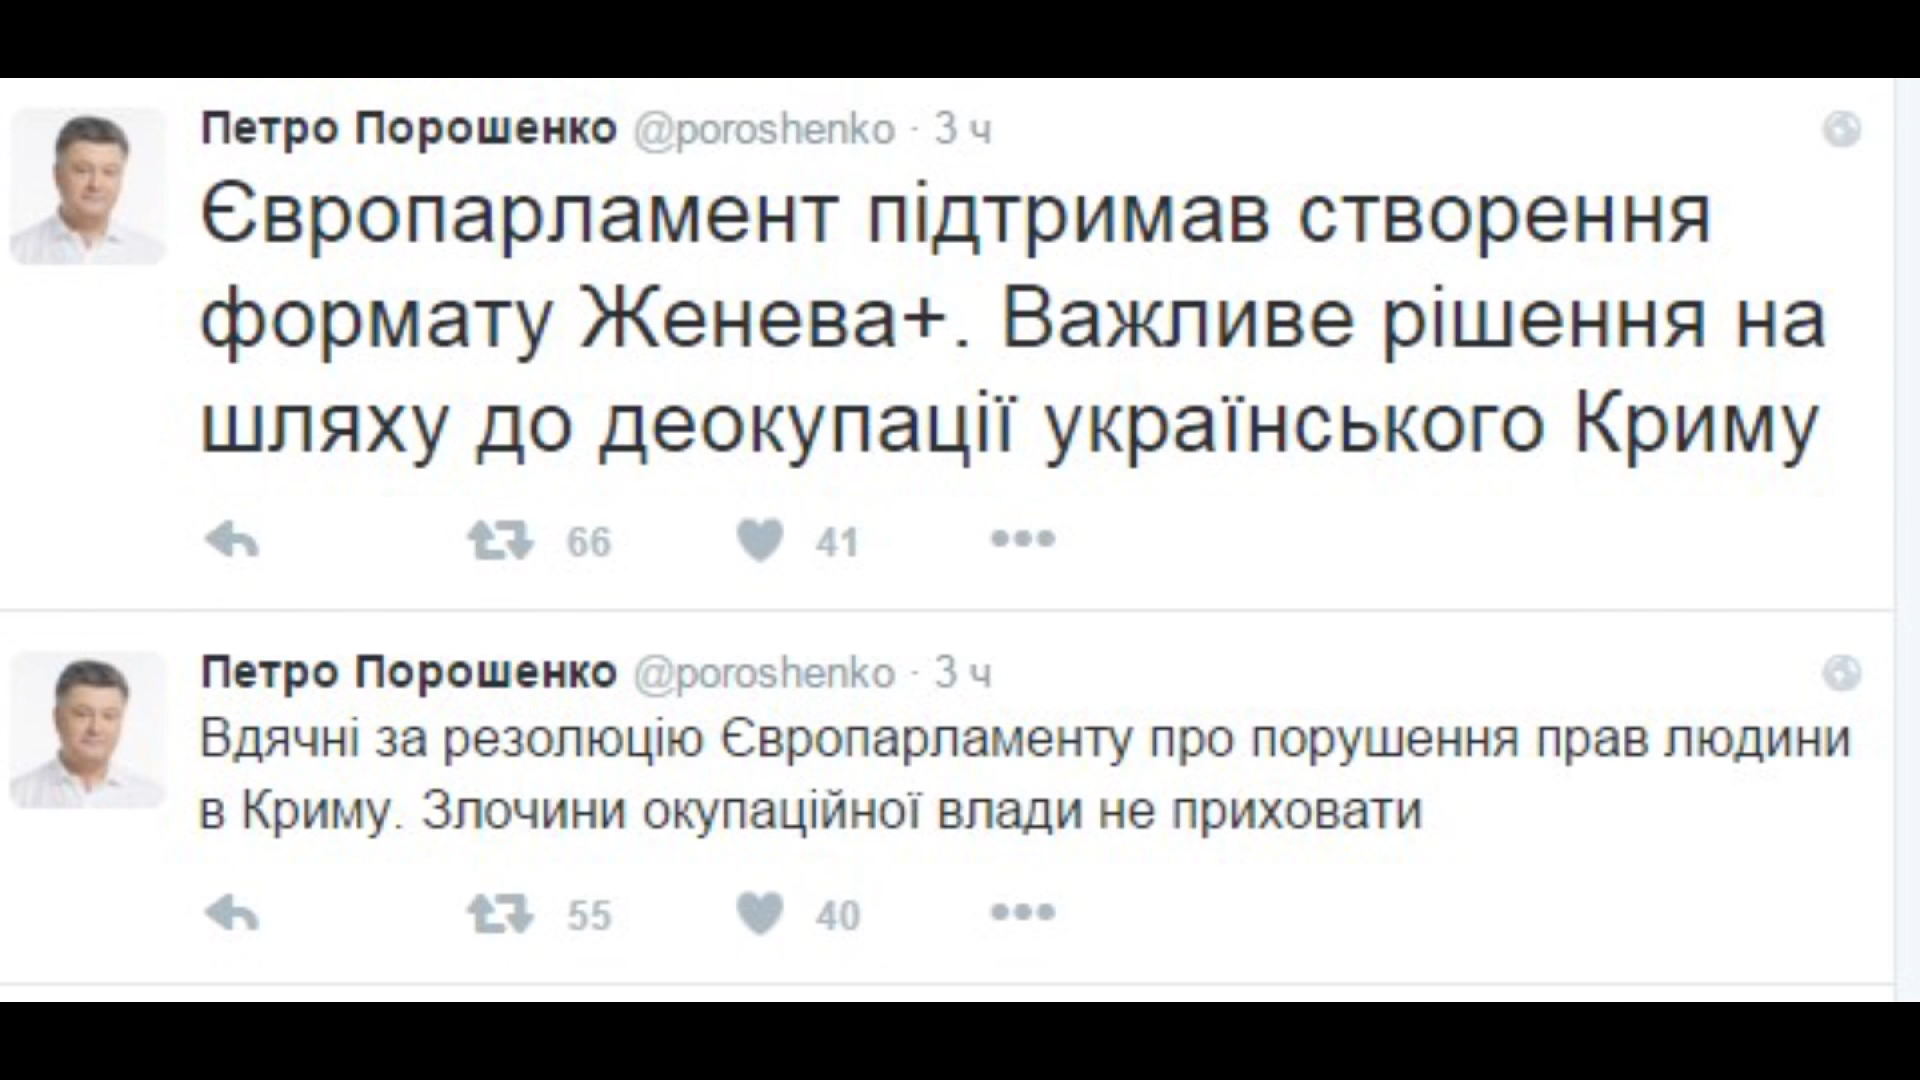 Петро Порошенко @poroshenko · 3 ч
Європарламент підтримав створення
формату Женева+. Важливе рішення на
шляху до деокупації українського Криму
66 41
Петро Порошенко @poroshenko · 3 ч
Вдячні за резолюцію Європарламенту про порушення прав людини
в Криму. Злочини окупаційної влади не приховати
55 40